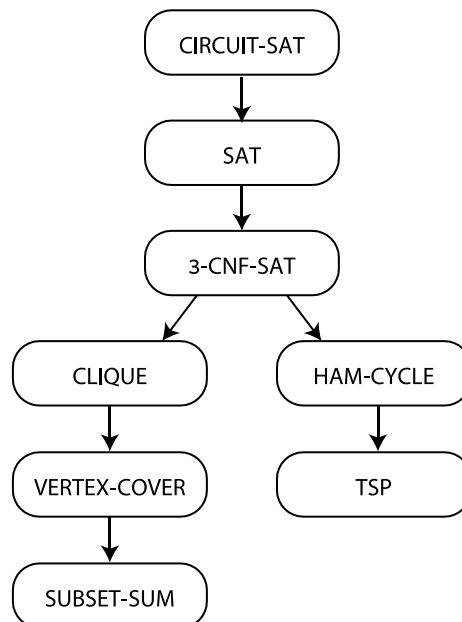 CIRCUIT-SAT
SAT
3-CNF-SAT
CLIQUE
HAM-CYCLE
VERTEX-COVER
TSP
SUBSET-SUM